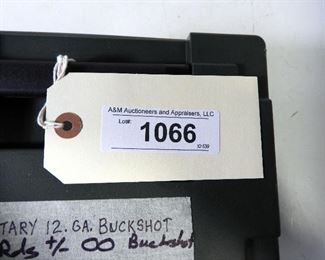 A&M Auctioneers and Appraisers, LLC
Lot#:
1066
TARY 12. GA. BUCKSHOT
Rds +/- 00 Buckshot